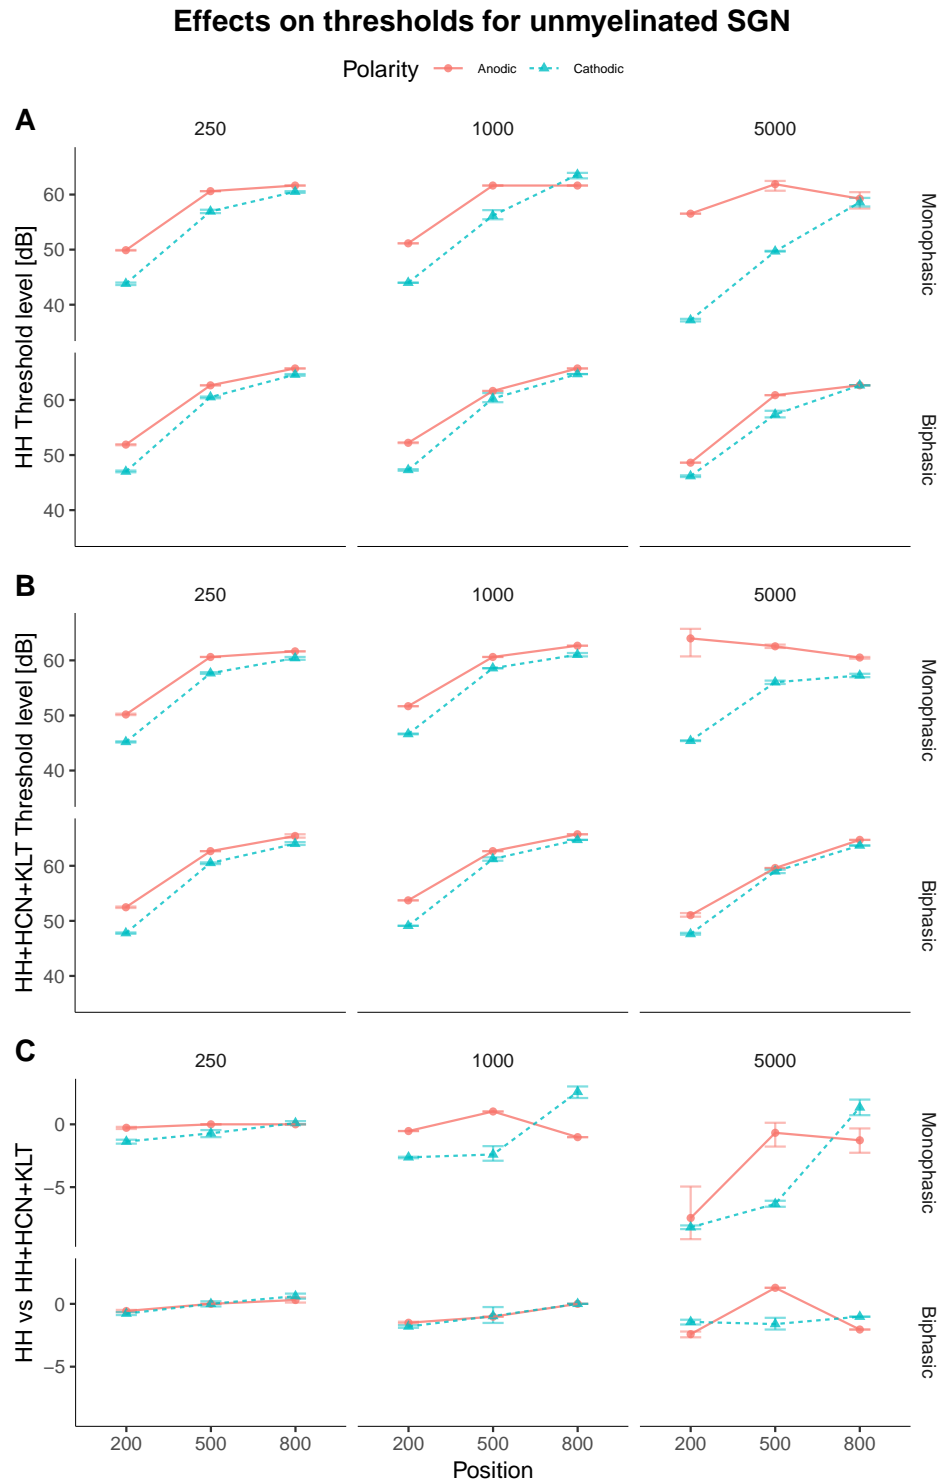 Effects on thresholds for unmyelinated SGN
Polarity Anodic Cathodic
A
250 1000 5000
HH Threshold level [dB]
60
50
40
Monophasic
60
50
40
Biphasic
B
250 1000 5000
HH+HCN+KLT Threshold level [dB]
60
50
40
Monophasic
60
50
40
Biphasic
C
250 1000 5000
HH vs HH+HCN+KLT
0
−5
Monophasic
0
−5
Biphasic
200 500 800 200 500 800 200 500 800
Position